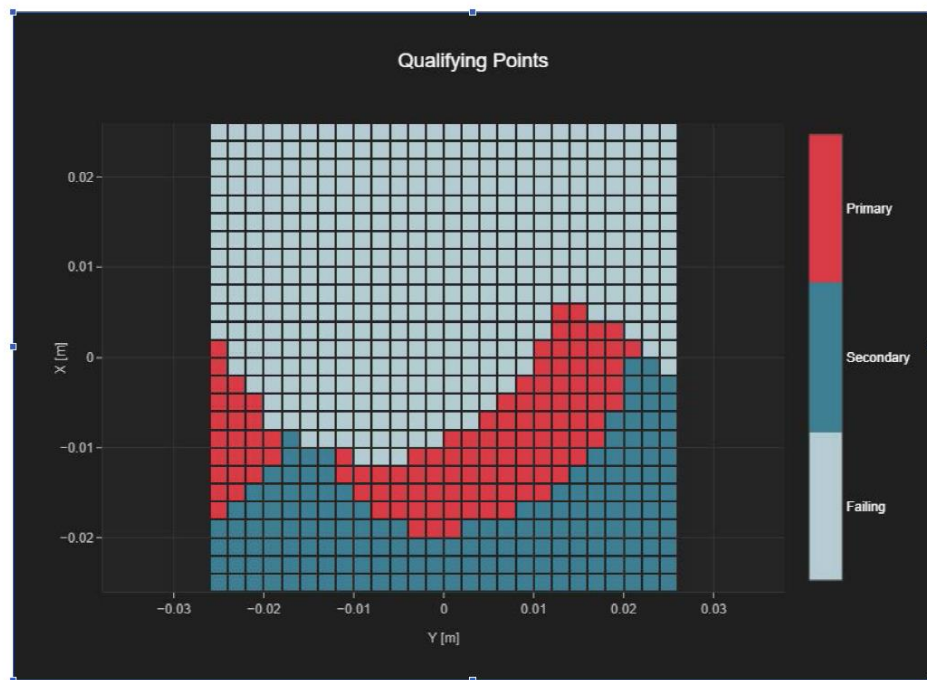 Qualifying Points
0.02
0.01
0
−0.01
−0.02
X [m]
−0.03
−0.02
−0.01
0
0.01
0.02
0.03
Y [m]
Primary
Secondary
Failing